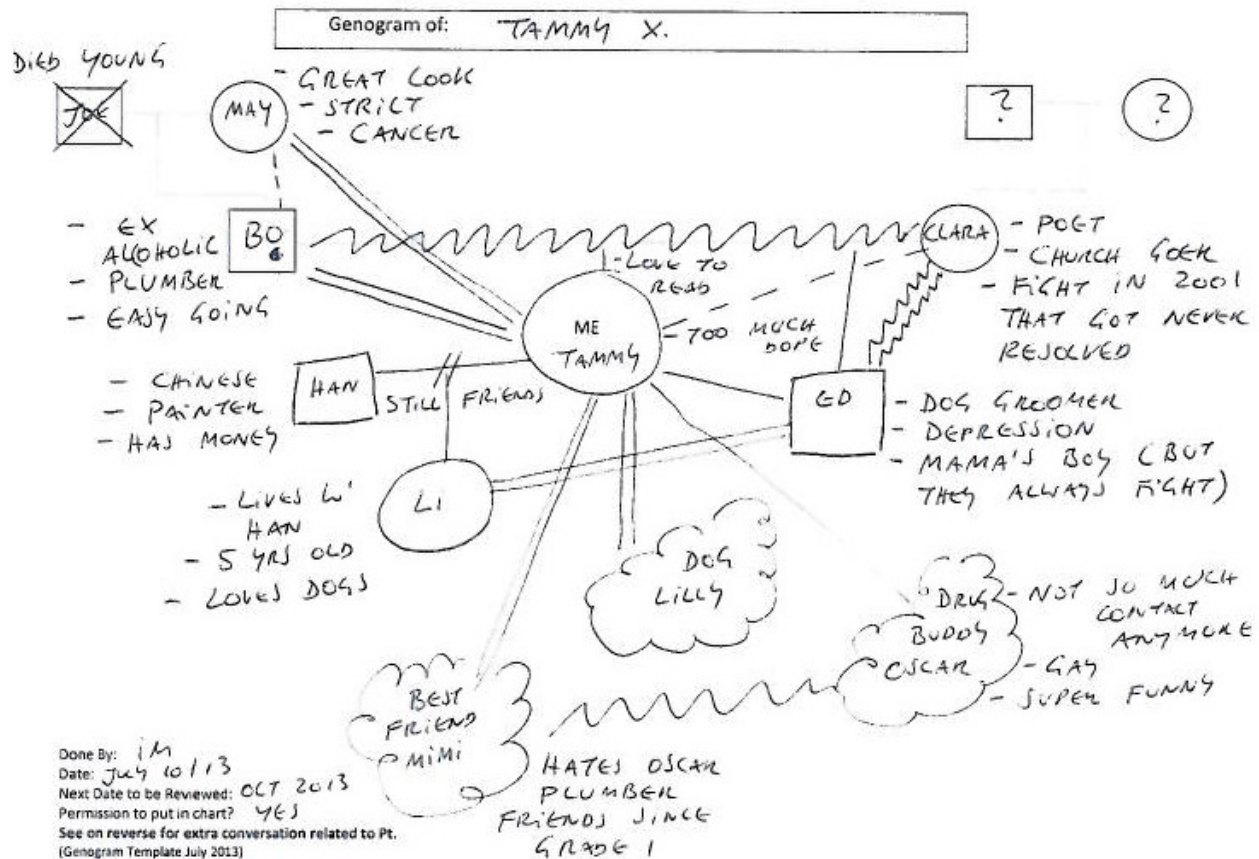 Genogram of: TAMMY X.
DIED YOUNG
JOE
MAY
- GREAT COOK
- STRICT
- CANCER
?
?
- EX
ALCOHOLIC
- PLUMBER
- EASY GOING
BO
CLARA
- POET
- CHURCH GOER
- FIGHT IN 2001
THAT GOT NEVER
RESOLVED
- LOVE TO
READ
- TOO MUCH
DOPE
ME
TAMMY
- CHINESE
- PAINTER
- HAS MONEY
HAN
STILL FRIENDS
ED
- DOG GROOMER
- DEPRESSION
- MAMA'S BOY (BUT
THEY ALWAYS FIGHT)
- LIVES W'
HAN
- 5 YRS OLD
- LOVES DOGS
LI
DOG
LILLY
DRUG
BUDDY
OSCAR
- NOT SO MUCH
CONTACT
ANYMORE
- GAY
- SUPER FUNNY
BEST
FRIEND
MIMI
HATES OSCAR
PLUMBER
FRIENDS SINCE
GRADE 1
Done By: IM
Date: July 10/13
Next Date to be Reviewed: OCT 2013
Permission to put in chart? YES
See on reverse for extra conversation related to Pt.
(Genogram Template July 2013)